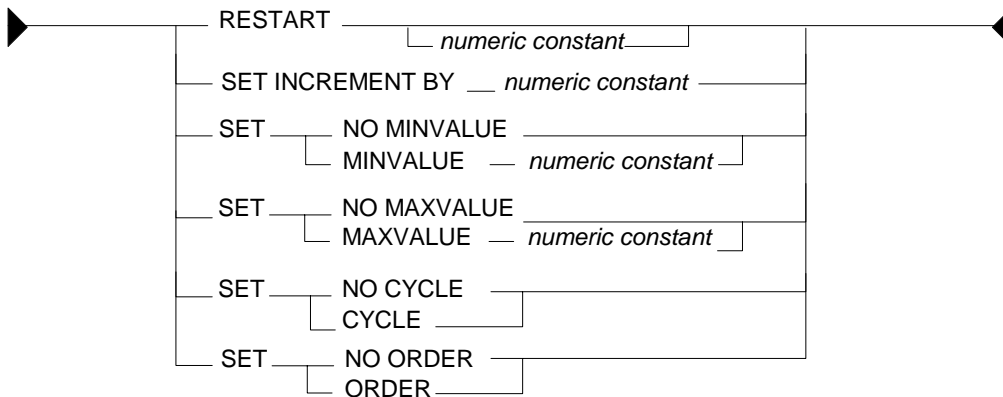 RESTART
numeric constant
SET INCREMENT BY numeric constant
SET NO MINVALUE
MINVALUE numeric constant
SET NO MAXVALUE
MAXVALUE numeric constant
SET NO CYCLE
CYCLE
SET NO ORDER
ORDER